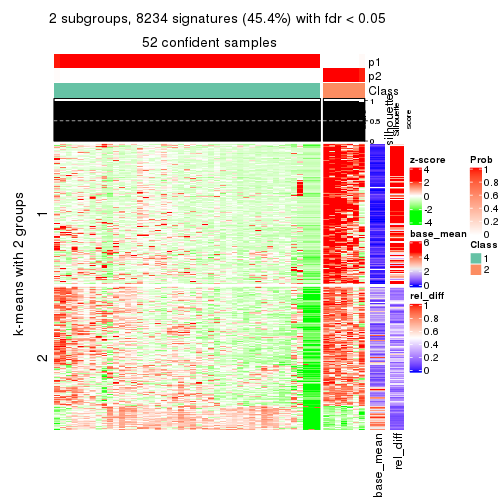 2 subgroups, 8234 signatures (45.4%) with fdr < 0.05
52 confident samples
p1
p2
Class
1
0.5
0
silhouette
Silhouette
score
k-means with 2 groups
1
2
base_mean
rel_diff
z-score
4
2
0
-2
-4
base_mean
6
4
2
0
rel_diff
1
0.8
0.6
0.4
0.2
0
Prob
1
0.8
0.6
0.4
0.2
0
Class
1
2